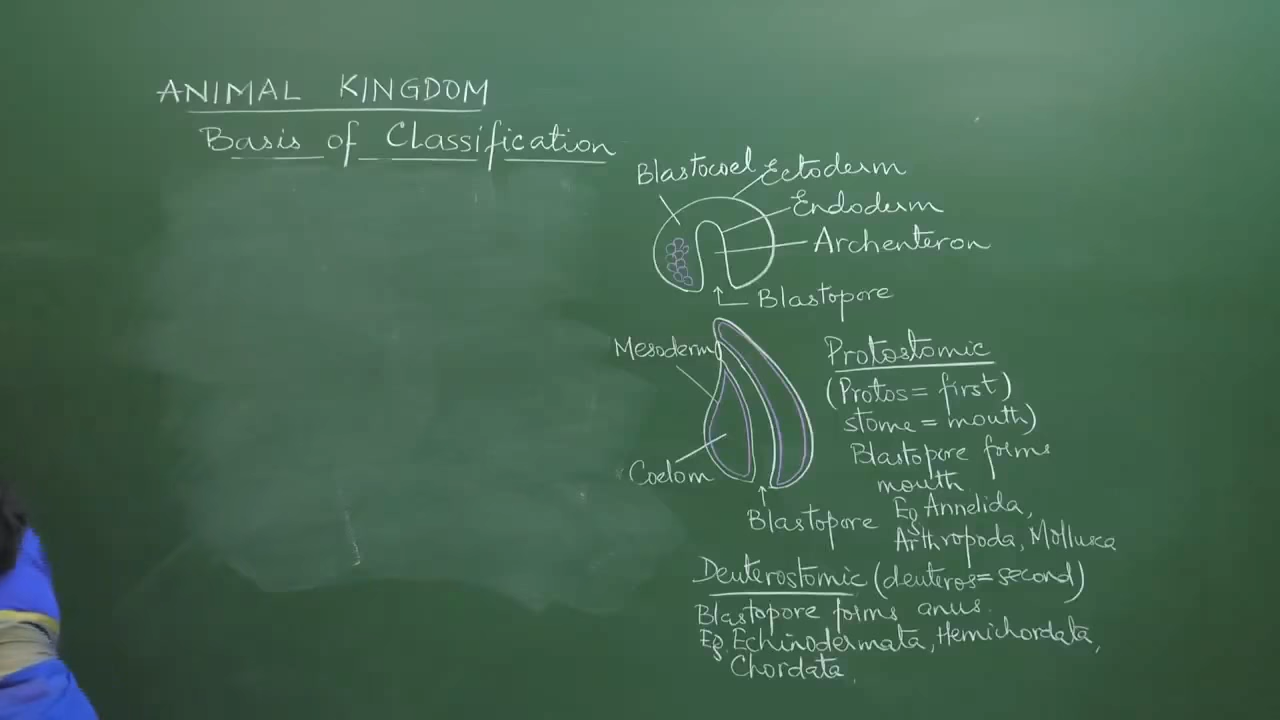 ANIMAL KINGDOM
Basis of Classification
Blastocoel
Ectoderm
Endoderm
Archenteron
Blastopore
Mesoderm
Coelom
Blastopore
Protostomic
(Protos = first)
stome = mouth)
Blastopore forms
mouth
Eg Annelida,
Arthropoda, Mollusca
Deuterostomic (deuteros = second)
Blastopore forms anus.
Eg. Echinodermata, Hemichordata,
Chordata.